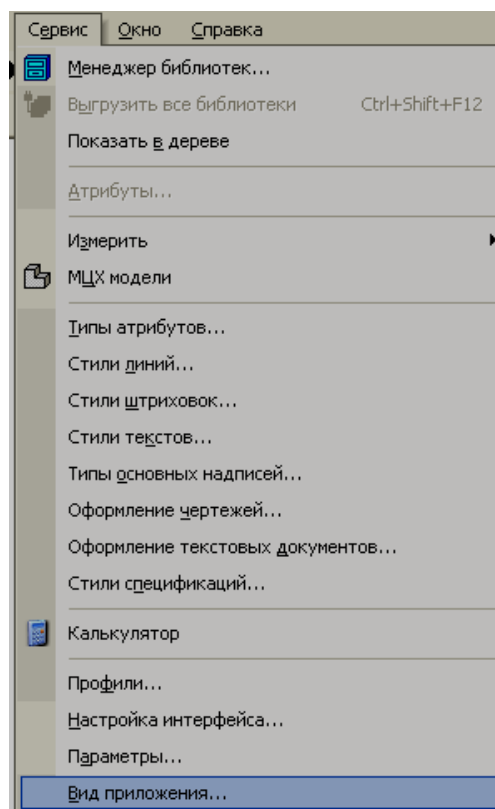 Сервис Окно Справка
Менеджер библиотек...
Выгрузить все библиотеки Ctrl+Shift+F12
Показать в дереве
Атрибуты...
Измерить
МЦХ модели
Типы атрибутов...
Стили линий...
Стили штриховок...
Стили текстов...
Типы основных надписей...
Оформление чертежей...
Оформление текстовых документов...
Стили спецификаций...
Калькулятор
Профили...
Настройка интерфейса...
Параметры...
Вид приложения...